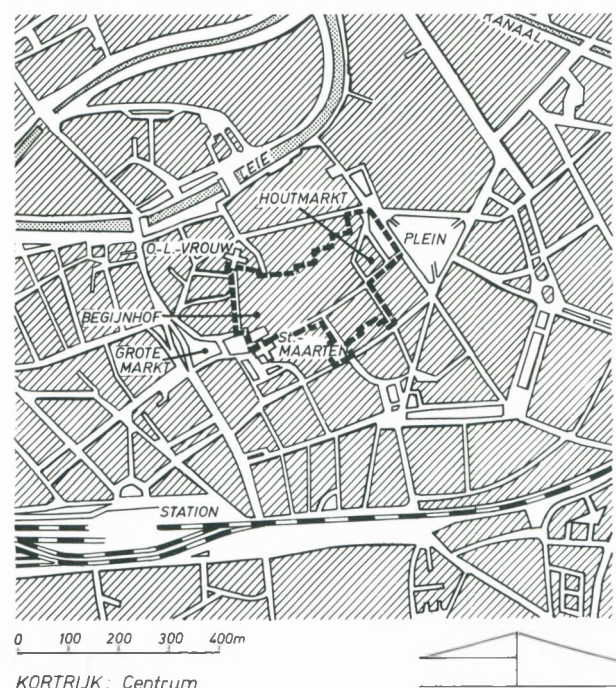 KANAAL
LEIE
HOUTMARKT
O-L-VROUW
PLEIN
BEGIJNHOF
St.-
MAARTEN
GROTE
MARKT
STATION
0 100 200 300 400m
KORTRIJK: Centrum